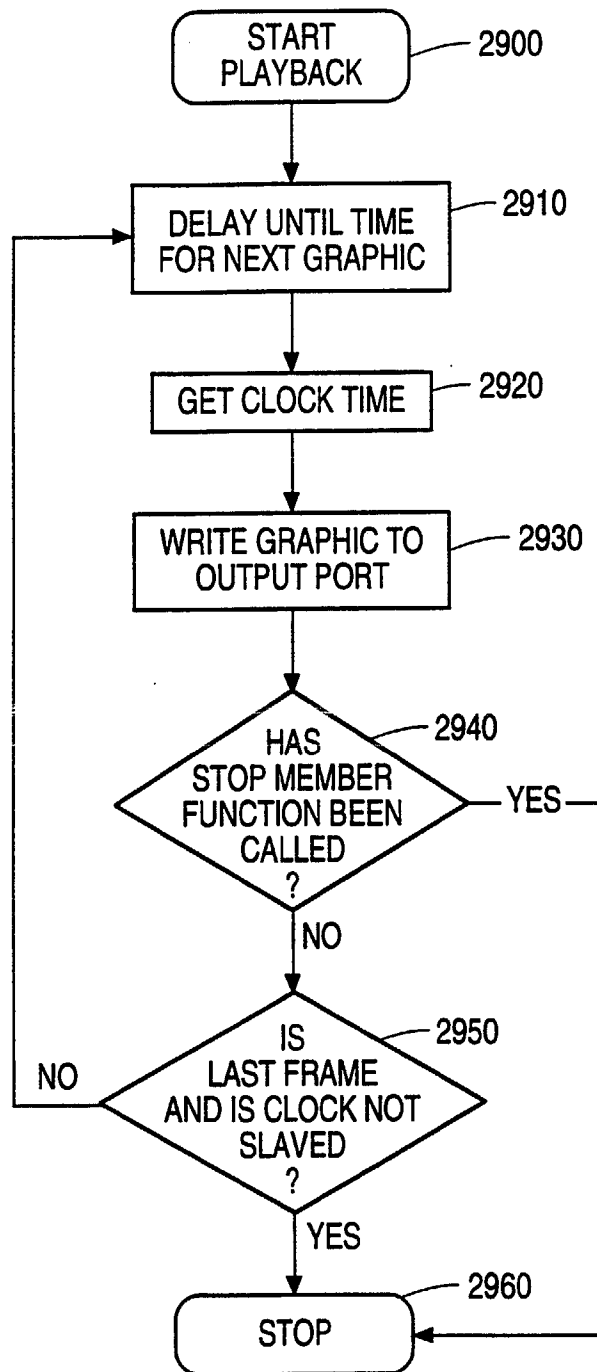 START
PLAYBACK
2900
DELAY UNTIL TIME
FOR NEXT GRAPHIC
2910
GET CLOCK TIME
2920
WRITE GRAPHIC TO
OUTPUT PORT
2930
HAS
STOP MEMBER
FUNCTION BEEN
CALLED
?
2940
YES
NO
IS
LAST FRAME
AND IS CLOCK NOT
SLAVED
?
2950
NO
YES
STOP
2960